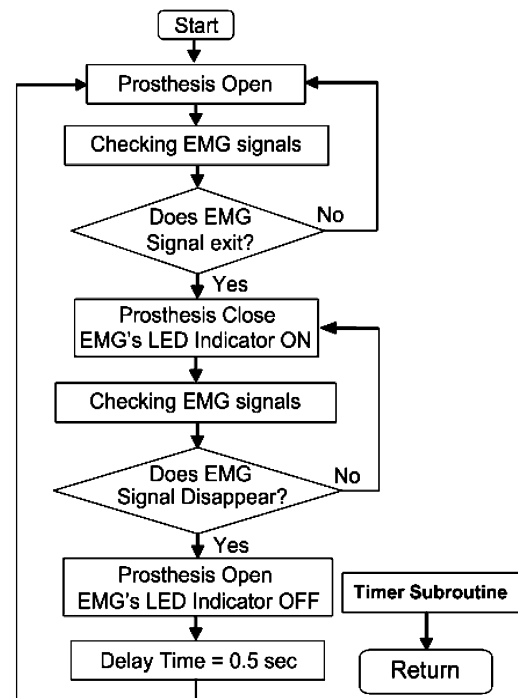 Start
Prosthesis Open
Checking EMG signals
Does EMG
Signal exit?
No
Yes
Prosthesis Close
EMG's LED Indicator ON
Checking EMG signals
Does EMG
Signal Disappear?
No
Yes
Prosthesis Open
EMG's LED Indicator OFF
Delay Time = 0.5 sec
Timer Subroutine
Return